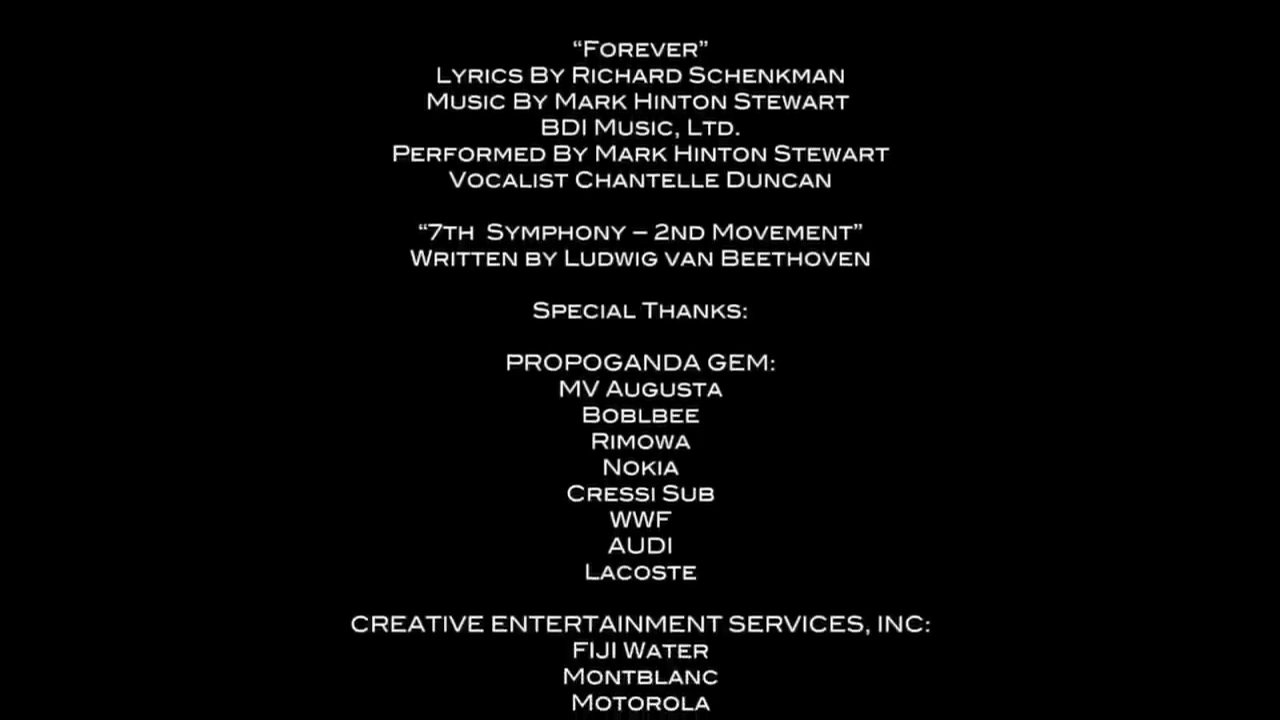 “Forever”
Lyrics By Richard Schenkman
Music By Mark Hinton Stewart
BDI Music, Ltd.
Performed By Mark Hinton Stewart
Vocalist Chantelle Duncan
“7th Symphony – 2nd Movement”
Written by Ludwig van Beethoven
Special Thanks:
PROPOGANDA GEM:
MV Augusta
Boblbee
Rimowa
Nokia
Cressi Sub
WWF
AUDI
Lacoste
CREATIVE ENTERTAINMENT SERVICES, INC:
FIJI Water
Montblanc
Motorola